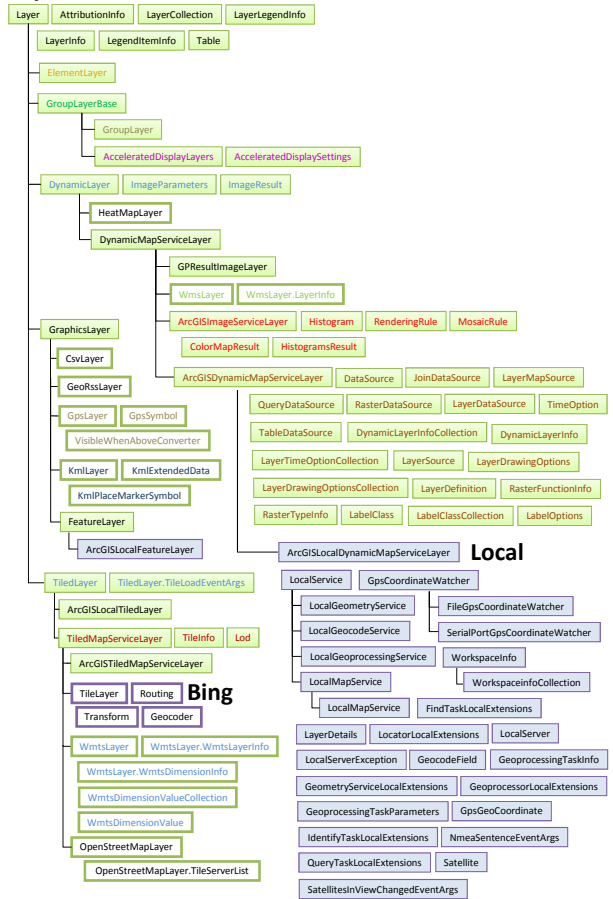 Layer AttributionInfo LayerCollection LayerLegendInfo
LayerInfo LegendItemInfo Table
ElementLayer
GroupLayerBase
GroupLayer
AcceleratedDisplayLayers AcceleratedDisplaySettings
DynamicLayer ImageParameters ImageResult
HeatMapLayer
DynamicMapServiceLayer
GPResultImageLayer
WmsLayer WmsLayer.LayerInfo
ArcGISImageServiceLayer Histogram RenderingRule MosaicRule
ColorMapResult HistogramsResult
ArcGISDynamicMapServiceLayer DataSource JoinDataSource LayerMapSource
QueryDataSource RasterDataSource LayerDataSource TimeOption
TableDataSource DynamicLayerInfoCollection DynamicLayerInfo
LayerTimeOptionCollection LayerSource LayerDrawingOptions
LayerDrawingOptionsCollection LayerDefinition RasterFunctionInfo
RasterTypeInfo LabelClass LabelClassCollection LabelOptions
ArcGISLocalDynamicMapServiceLayer Local
GraphicsLayer
CsvLayer
GeoRssLayer
GpsLayer GpsSymbol
VisibleWhenAboveConverter
KmlLayer KmlExtendedData
KmlPlaceMarkerSymbol
FeatureLayer
ArcGISLocalFeatureLayer
TiledLayer TiledLayer.TileLoadEventArgs
ArcGISLocalTiledLayer
TiledMapServiceLayer TileInfo Lod
ArcGISTiledMapServiceLayer
TileLayer Routing Bing
Transform Geocoder
WmtsLayer WmtsLayer.WmtsLayerInfo
WmtsLayer.WmtsDimensionInfo
WmtsDimensionValueCollection
WmtsDimensionValue
OpenStreetMapLayer
OpenStreetMapLayer.TileServerList
LocalService GpsCoordinateWatcher
LocalGeometryService FileGpsCoordinateWatcher
LocalGeocodeService SerialPortGpsCoordinateWatcher
LocalGeoprocessingService WorkspaceInfo
LocalMapService WorkspaceinfoCollection
LocalMapService FindTaskLocalExtensions
LayerDetails LocatorLocalExtensions LocalServer
LocalServerException GeocodeField GeoprocessingTaskInfo
GeometryServiceLocalExtensions GeoprocessorLocalExtensions
GeoprocessingTaskParameters GpsGeoCoordinate
IdentifyTaskLocalExtensions NmeaSentenceEventArgs
QueryTaskLocalExtensions Satellite
SatellitesInViewChangedEventArgs